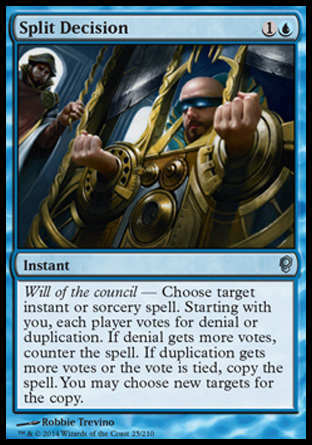 Split Decision 1
Instant
Will of the council — Choose target
instant or sorcery spell. Starting with
you, each player votes for denial or
duplication. If denial gets more votes,
counter the spell. If duplication gets
more votes or the vote is tied, copy the
spell. You may choose new targets for
the copy.
Robbie Trevino
™ & © 2014 Wizards of the Coast 25/210